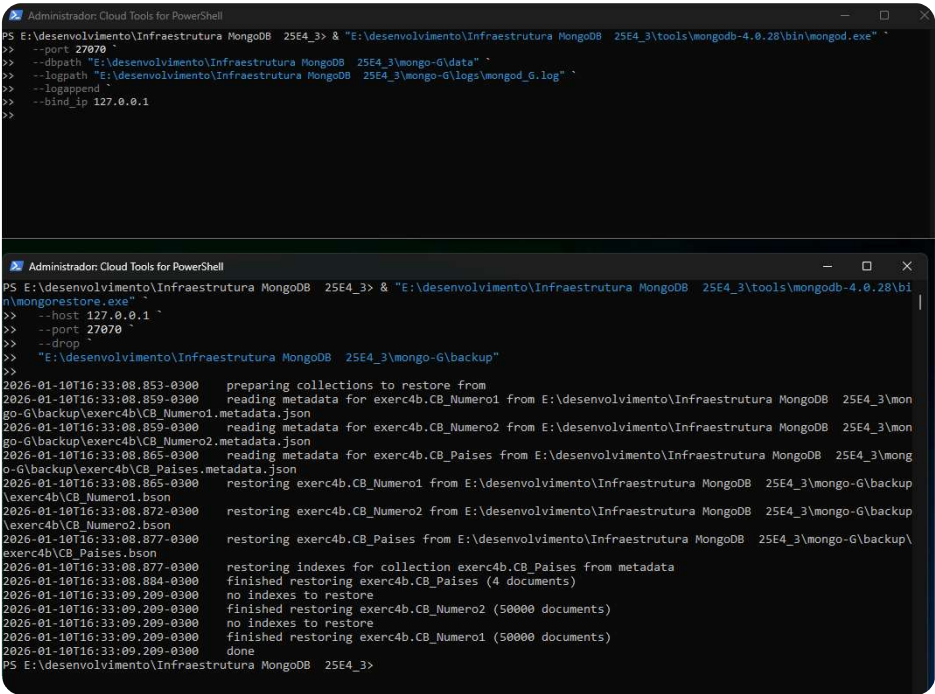 Administrador: Cloud Tools for PowerShell
PS E:\desenvolvimento\Infraestrutura MongoDB  25E4_3> & "E:\desenvolvimento\Infraestrutura MongoDB  25E4_3\tools\mongodb-4.0.28\bin\mongod.exe" `
>>   --port 27070 `
>>   --dbpath "E:\desenvolvimento\Infraestrutura MongoDB  25E4_3\mongo-G\data" `
>>   --logpath "E:\desenvolvimento\Infraestrutura MongoDB  25E4_3\mongo-G\logs\mongod_G.log" `
>>   --logappend `
>>   --bind_ip 127.0.0.1
>>
Administrador: Cloud Tools for PowerShell
PS E:\desenvolvimento\Infraestrutura MongoDB  25E4_3> & "E:\desenvolvimento\Infraestrutura MongoDB  25E4_3\tools\mongodb-4.0.28\bi
n\mongorestore.exe" `
>>   --host 127.0.0.1 `
>>   --port 27070 `
>>   --drop `
>>   "E:\desenvolvimento\Infraestrutura MongoDB  25E4_3\mongo-G\backup"
>>
2026-01-10T16:33:08.853-0300    preparing collections to restore from
2026-01-10T16:33:08.859-0300    reading metadata for exerc4b.CB_Numero1 from E:\desenvolvimento\Infraestrutura MongoDB  25E4_3\mon
go-G\backup\exerc4b\CB_Numero1.metadata.json
2026-01-10T16:33:08.859-0300    reading metadata for exerc4b.CB_Numero2 from E:\desenvolvimento\Infraestrutura MongoDB  25E4_3\mon
go-G\backup\exerc4b\CB_Numero2.metadata.json
2026-01-10T16:33:08.865-0300    reading metadata for exerc4b.CB_Paises from E:\desenvolvimento\Infraestrutura MongoDB  25E4_3\mong
o-G\backup\exerc4b\CB_Paises.metadata.json
2026-01-10T16:33:08.865-0300    restoring exerc4b.CB_Numero1 from E:\desenvolvimento\Infraestrutura MongoDB  25E4_3\mongo-G\backup
\exerc4b\CB_Numero1.bson
2026-01-10T16:33:08.872-0300    restoring exerc4b.CB_Numero2 from E:\desenvolvimento\Infraestrutura MongoDB  25E4_3\mongo-G\backup
\exerc4b\CB_Numero2.bson
2026-01-10T16:33:08.877-0300    restoring exerc4b.CB_Paises from E:\desenvolvimento\Infraestrutura MongoDB  25E4_3\mongo-G\backup\
exerc4b\CB_Paises.bson
2026-01-10T16:33:08.877-0300    restoring indexes for collection exerc4b.CB_Paises from metadata
2026-01-10T16:33:08.884-0300    finished restoring exerc4b.CB_Paises (4 documents)
2026-01-10T16:33:09.209-0300    no indexes to restore
2026-01-10T16:33:09.209-0300    finished restoring exerc4b.CB_Numero2 (50000 documents)
2026-01-10T16:33:09.209-0300    no indexes to restore
2026-01-10T16:33:09.209-0300    finished restoring exerc4b.CB_Numero1 (50000 documents)
2026-01-10T16:33:09.209-0300    done
PS E:\desenvolvimento\Infraestrutura MongoDB  25E4_3>